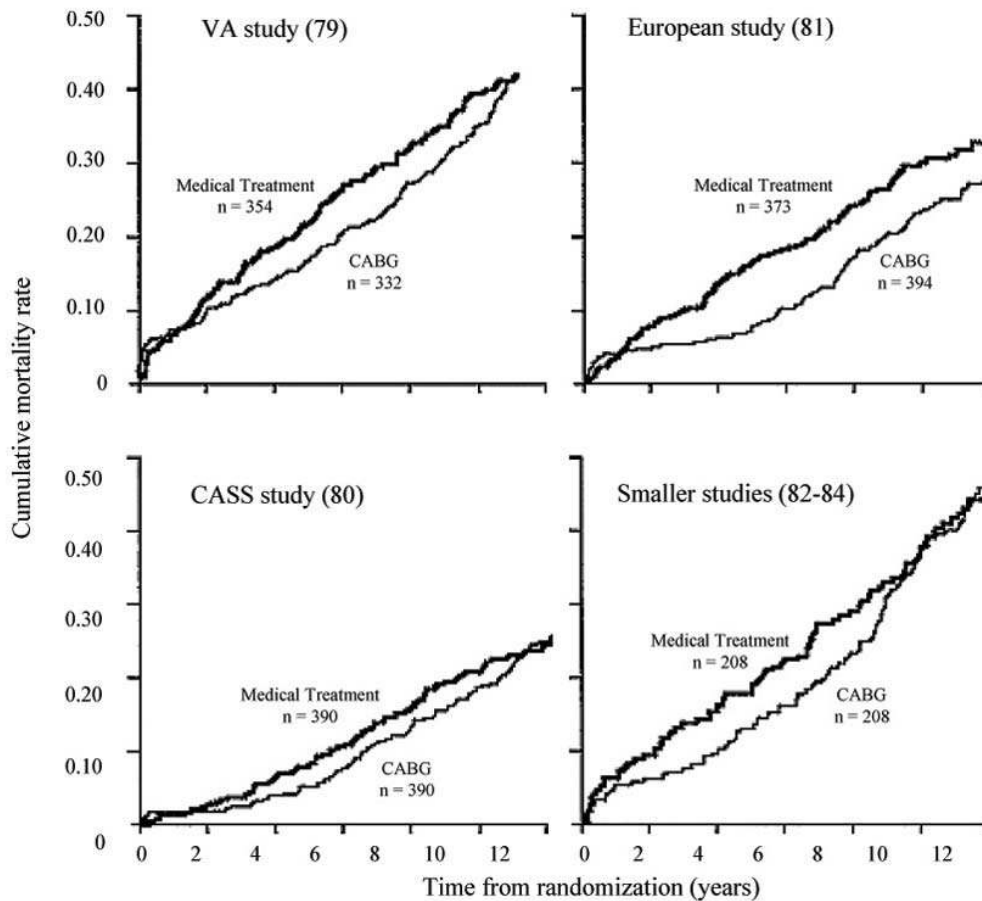 Cumulative mortality rate
0.50
0.40
0.30
0.20
0.10
0
VA study (79)
Medical Treatment
n = 354
CABG
n = 332
European study (81)
Medical Treatment
n = 373
CABG
n = 394
0.50
0.40
0.30
0.20
0.10
0
CASS study (80)
Medical Treatment
n = 390
CABG
n = 390
Smaller studies (82-84)
Medical Treatment
n = 208
CABG
n = 208
0 2 4 6 8 10 12
0 2 4 6 8 10 12
Time from randomization (years)